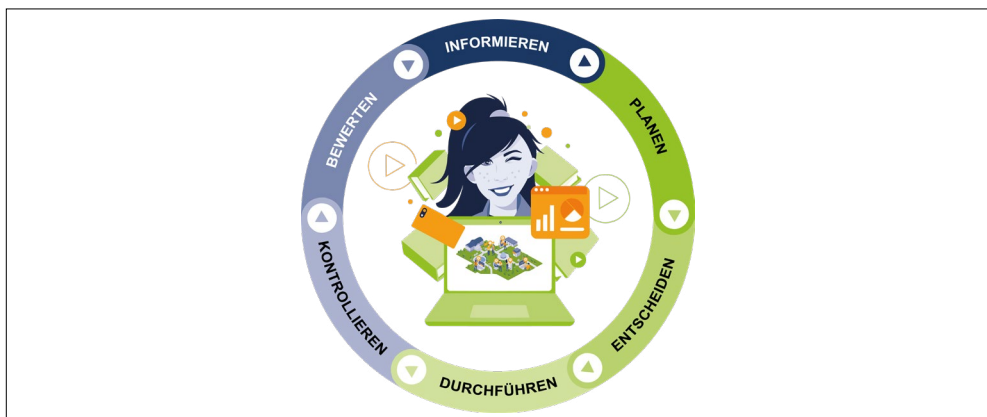 INFORMIEREN
PLANEN
ENTSCHEIDEN
DURCHFÜHREN
KONTROLLIEREN
BEWERTEN